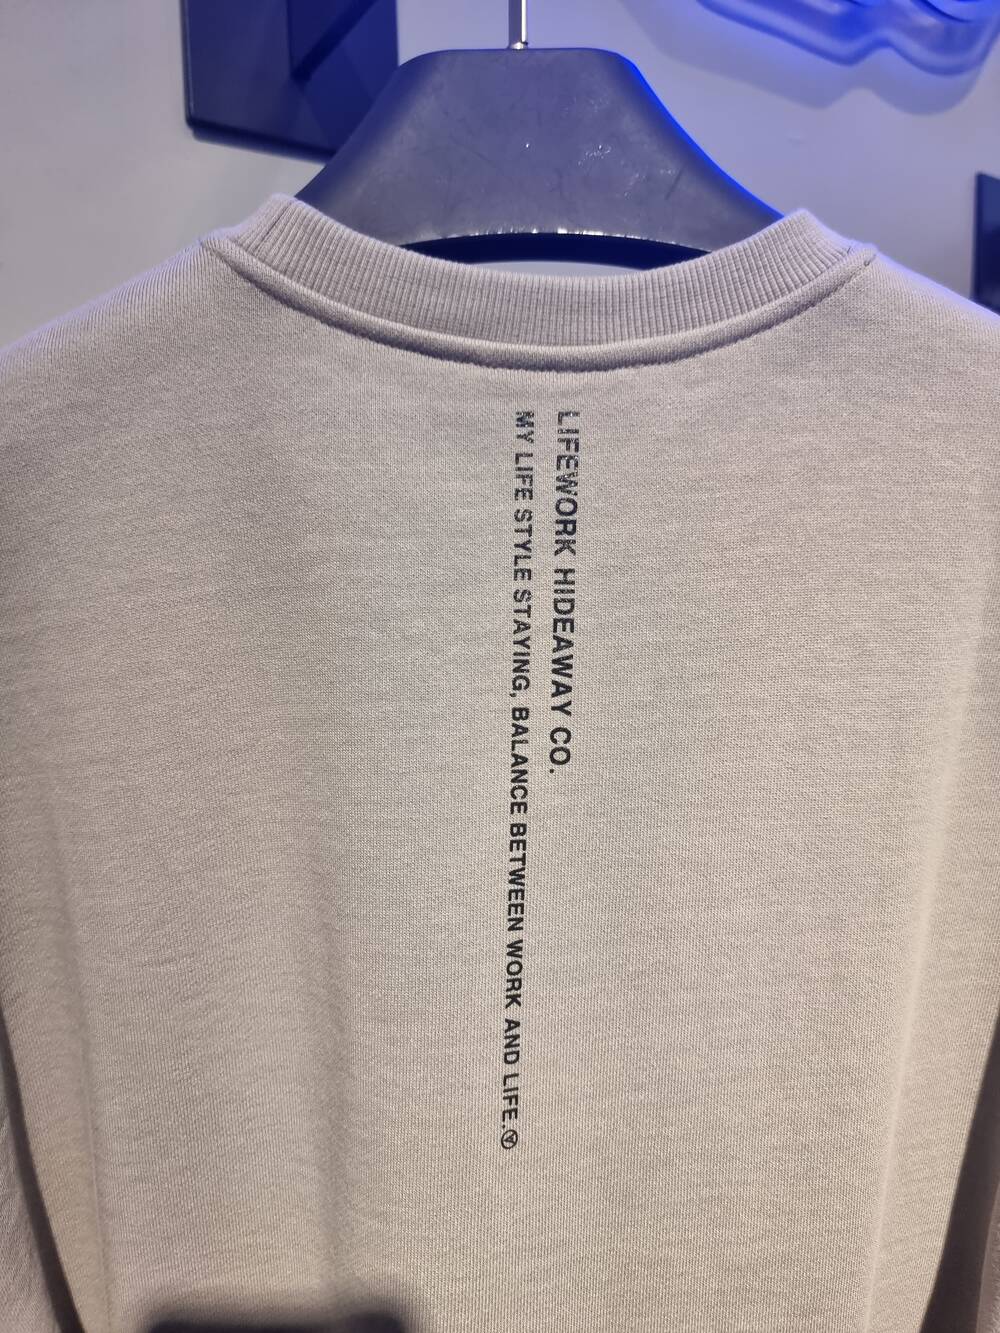 LIFEWORK HIDEAWAY CO.
MY LIFE STYLE STAYING, BALANCE BETWEEN WORK AND LIFE.